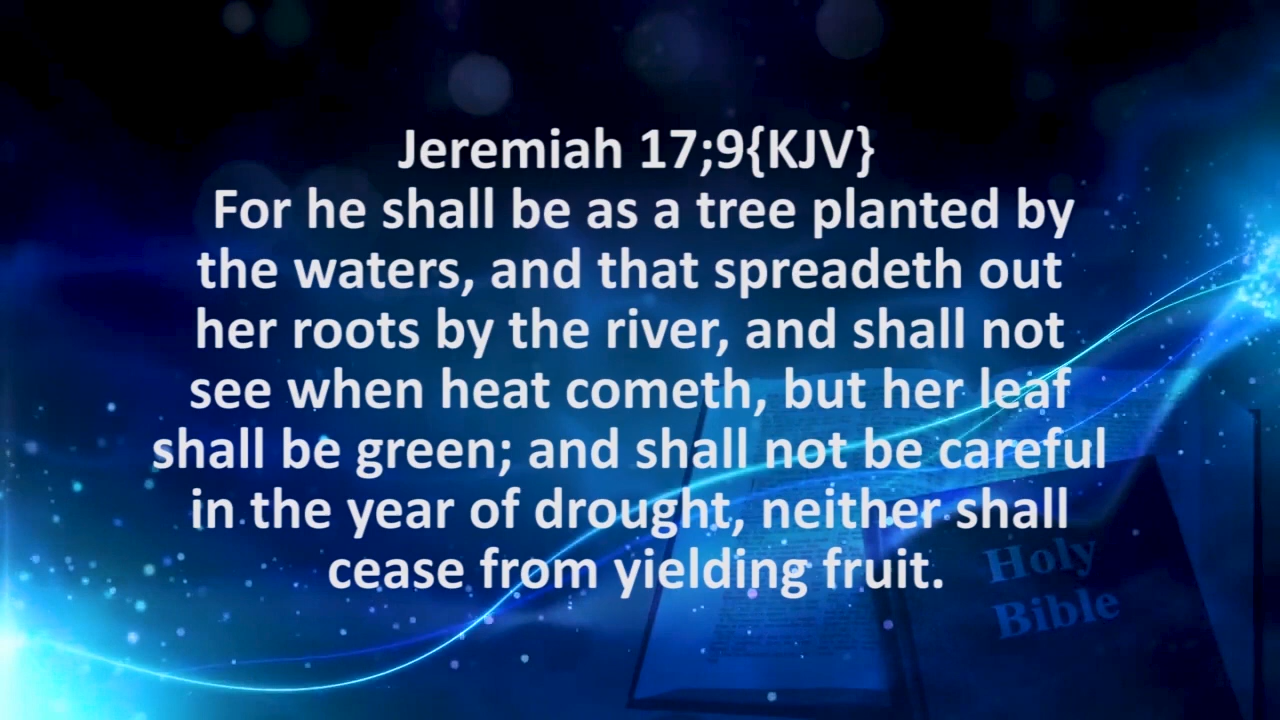 Jeremiah 17;9{KJV}
For he shall be as a tree planted by
the waters, and that spreadeth out
her roots by the river, and shall not
see when heat cometh, but her leaf
shall be green; and shall not be careful
in the year of drought, neither shall
cease from yielding fruit.
Holy
Bible